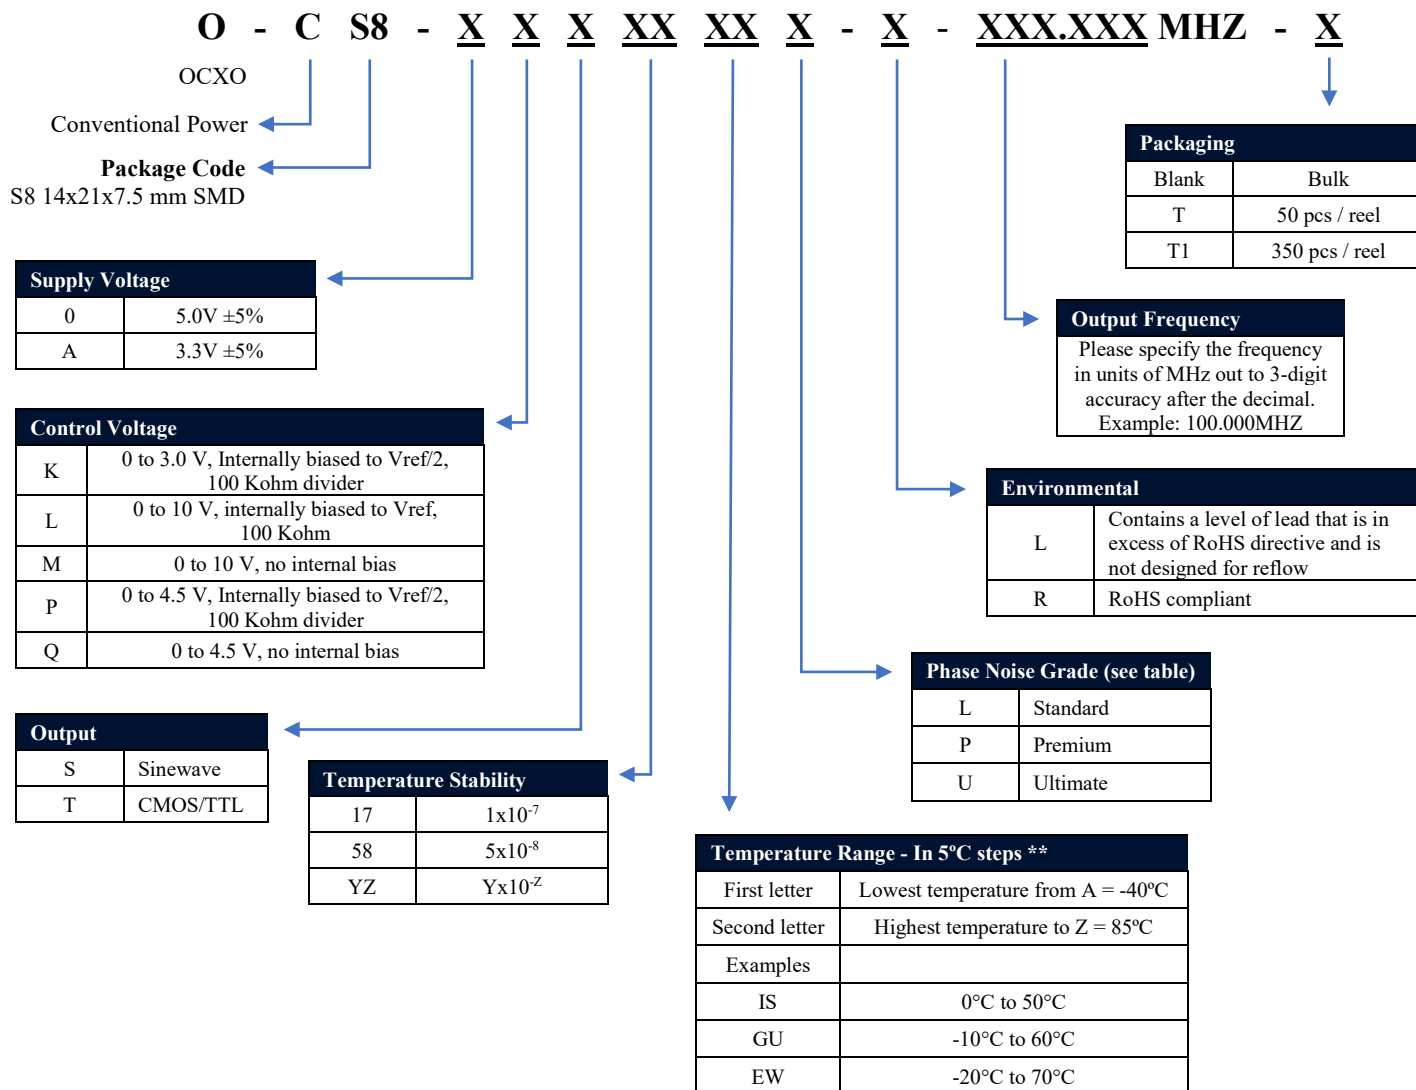 O - C S8 - X X X XX XX X - X - XXX.XXX MHZ - X
OCXO
Conventional Power
Package Code
S8 14x21x7.5 mm SMD
Packaging
Blank Bulk
T 50 pcs / reel
T1 350 pcs / reel
Supply Voltage
0 5.0V ±5%
A 3.3V ±5%
Output Frequency
Please specify the frequency
in units of MHz out to 3-digit
accuracy after the decimal.
Example: 100.000MHZ
Control Voltage
K 0 to 3.0 V, Internally biased to Vref/2,
100 Kohm divider
L 0 to 10 V, internally biased to Vref,
100 Kohm
M 0 to 10 V, no internal bias
P 0 to 4.5 V, Internally biased to Vref/2,
100 Kohm divider
Q 0 to 4.5 V, no internal bias
Environmental
L Contains a level of lead that is in
excess of RoHS directive and is
not designed for reflow
R RoHS compliant
Phase Noise Grade (see table)
L Standard
P Premium
U Ultimate
Output
S Sinewave
T CMOS/TTL
Temperature Stability
17 1x10⁻⁷
58 5x10⁻⁸
YZ Yx10⁻ᶻ
Temperature Range - In 5ºC steps **
First letter Lowest temperature from A = -40ºC
Second letter Highest temperature to Z = 85ºC
Examples
IS 0°C to 50°C
GU -10°C to 60°C
EW -20°C to 70°C